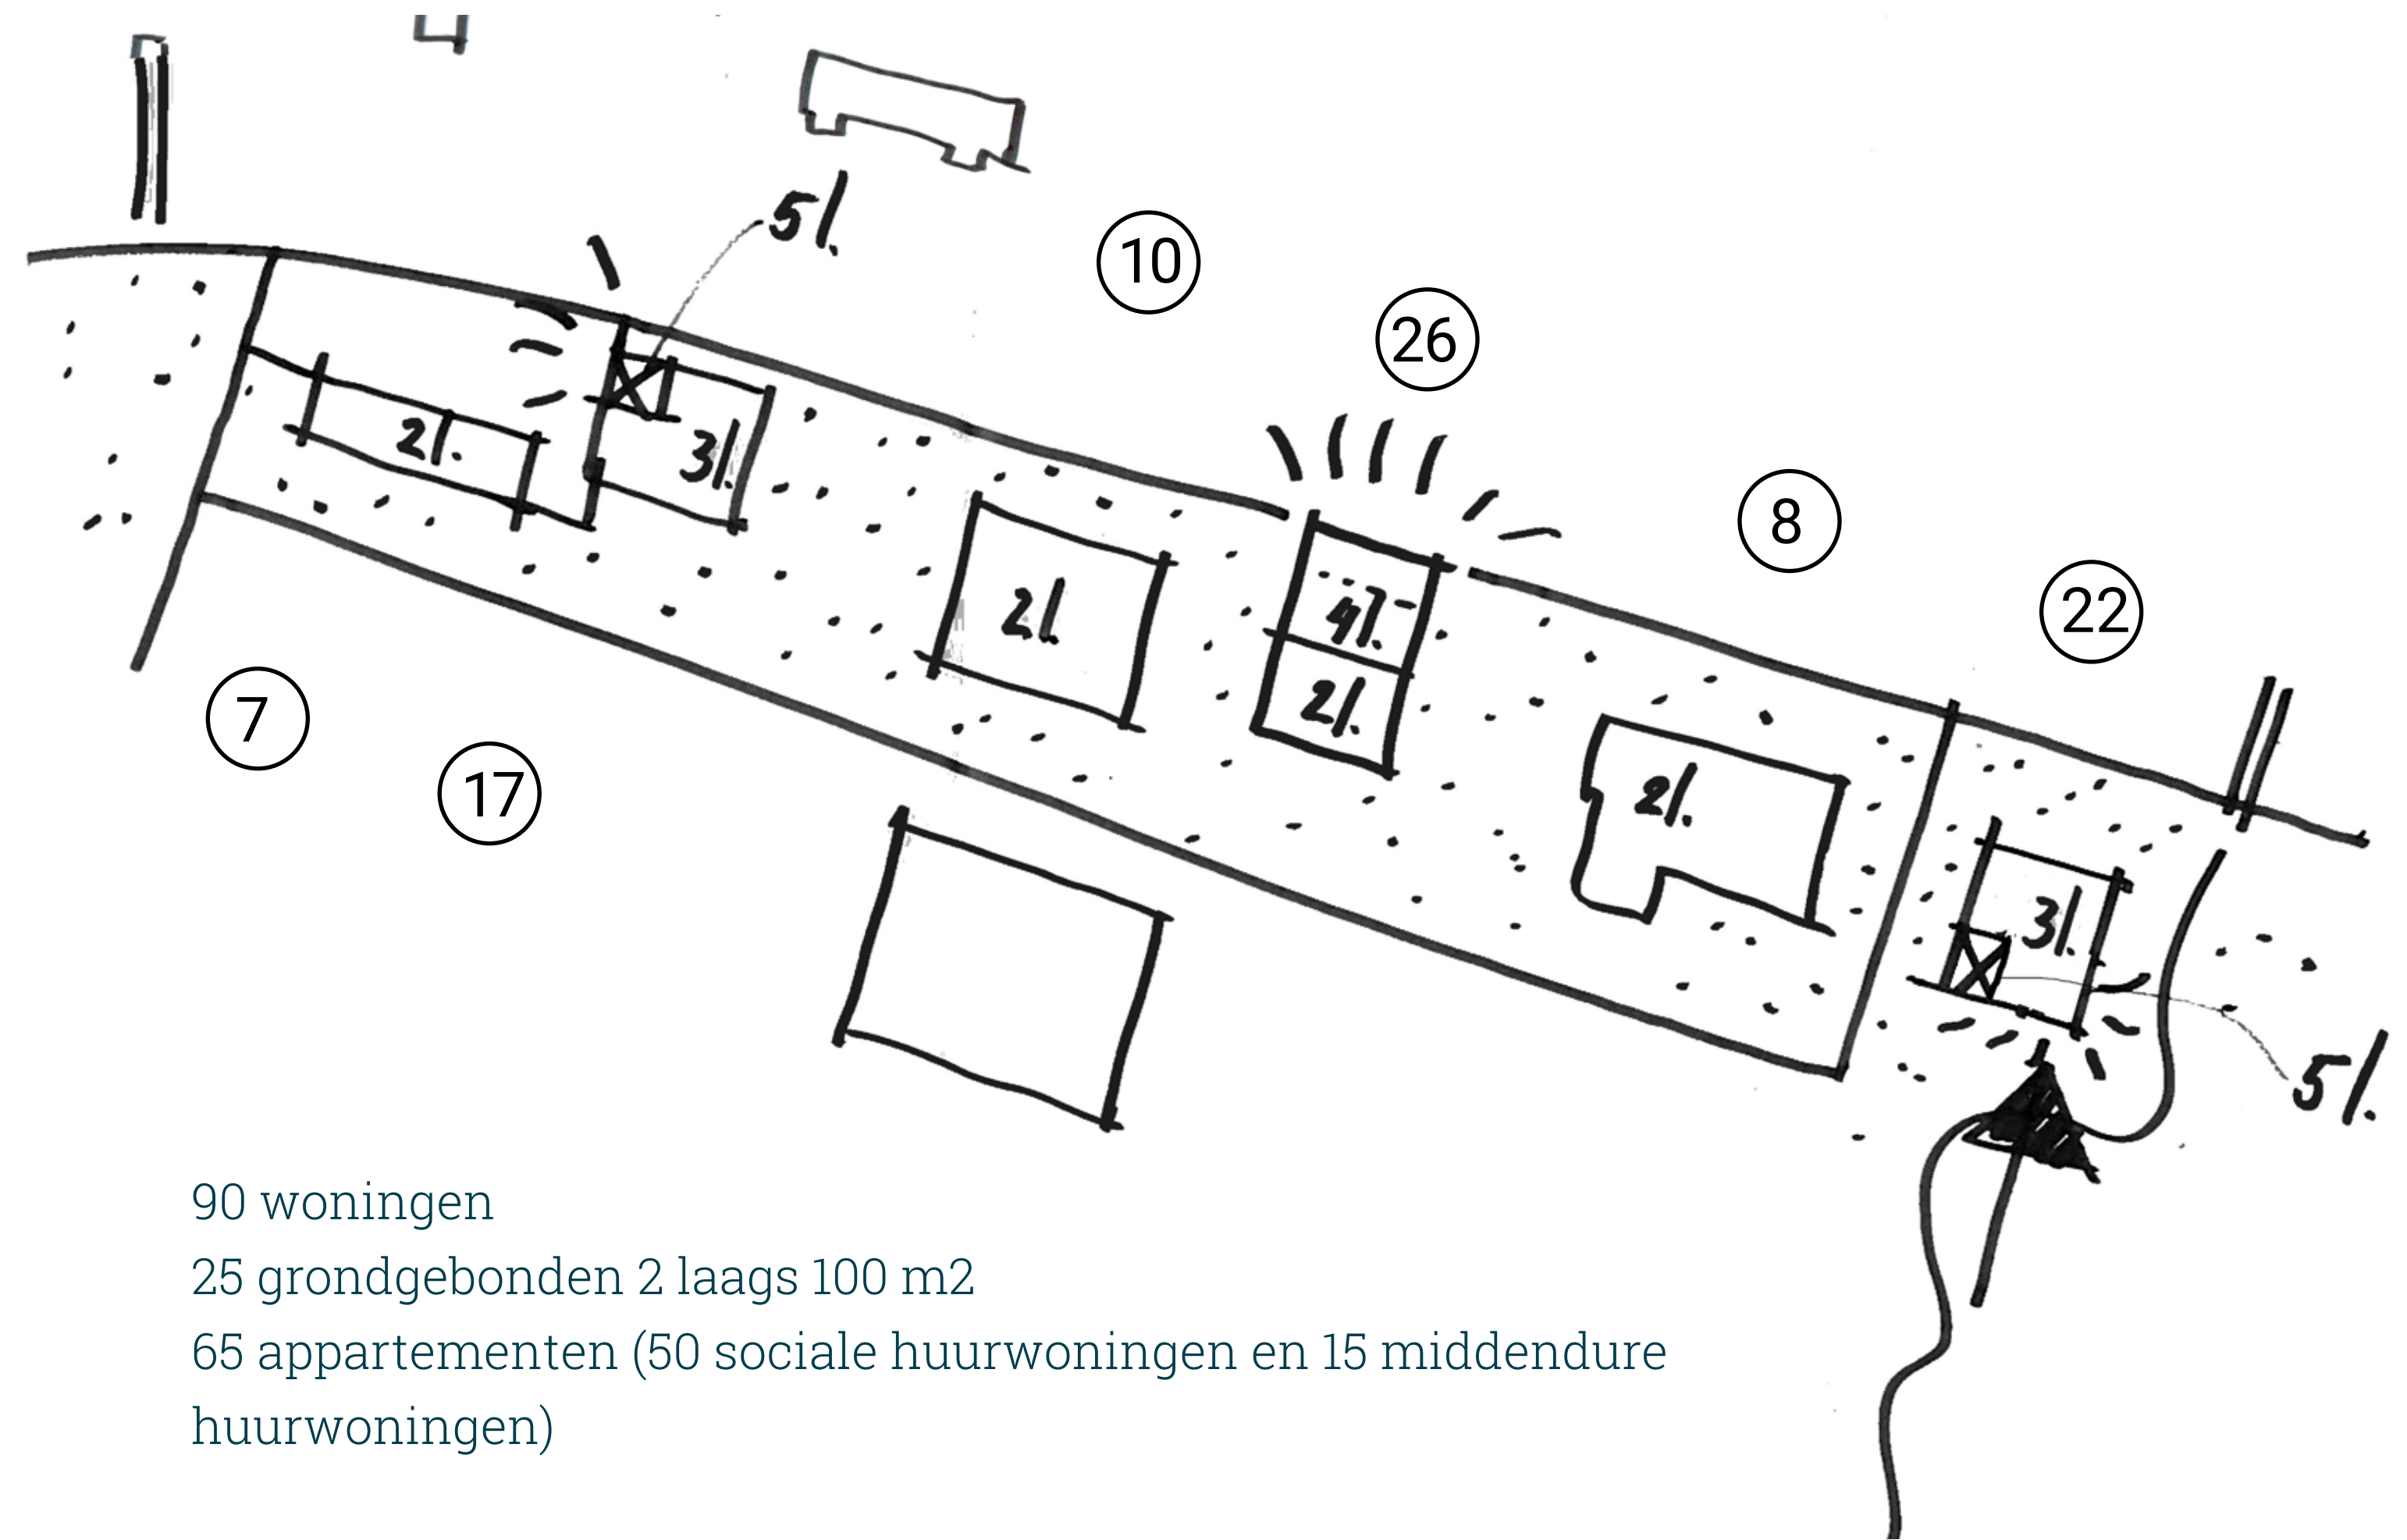 5l.
10
26
2l.
3l.
8
2l
4l.
22
2l.
7
2l.
17
3l.
5l.
90 woningen
25 grondgebonden 2 laags 100 m2
65 appartementen (50 sociale huurwoningen en 15 middendure
huurwoningen)